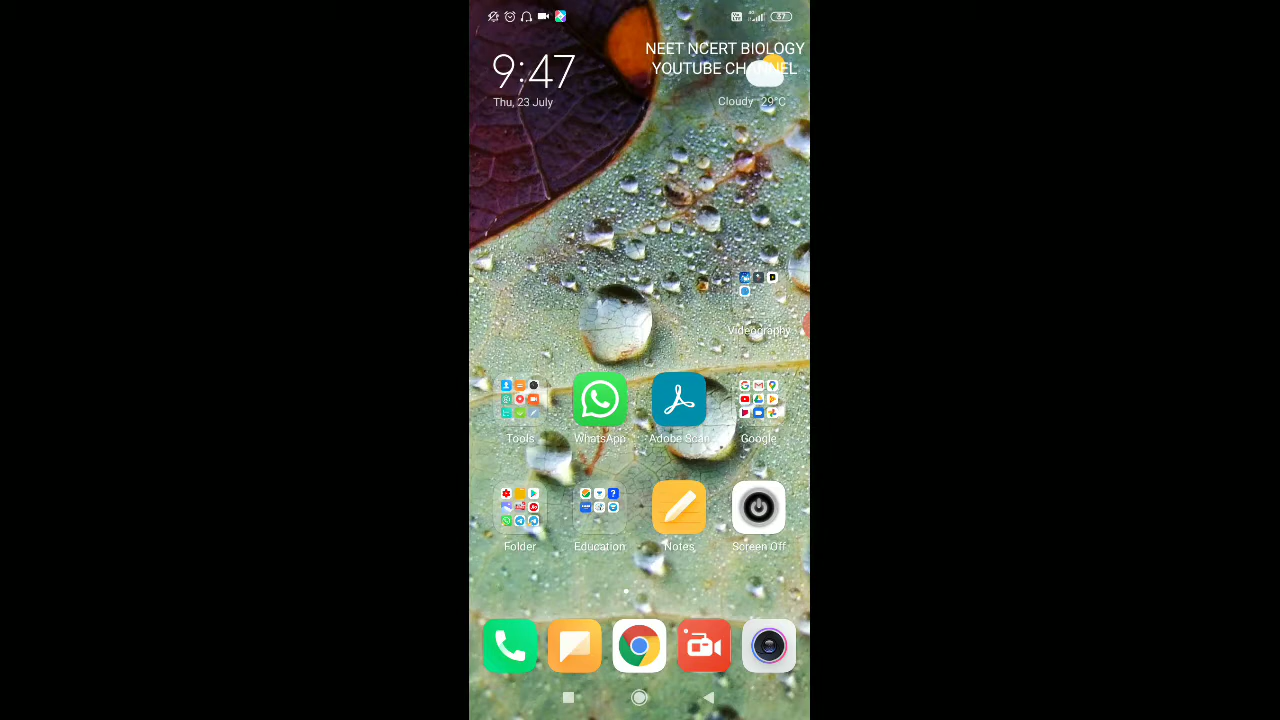 87
9:47
NEET NCERT BIOLOGY
YOUTUBE CHANNEL
Thu, 23 July
Cloudy 29°C
Videography
Tools
WhatsApp
Adobe Scan
Google
Folder
Education
Notes
Screen Off